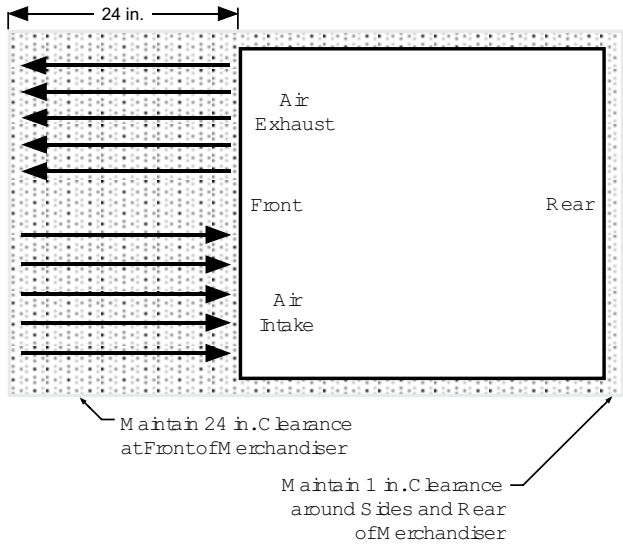 24 in.
Air
Exhaust
Front
Rear
Air
Intake
Maintain 24 in. Clearance
at Front of Merchandiser
Maintain 1 in. Clearance
around Sides and Rear
of Merchandiser